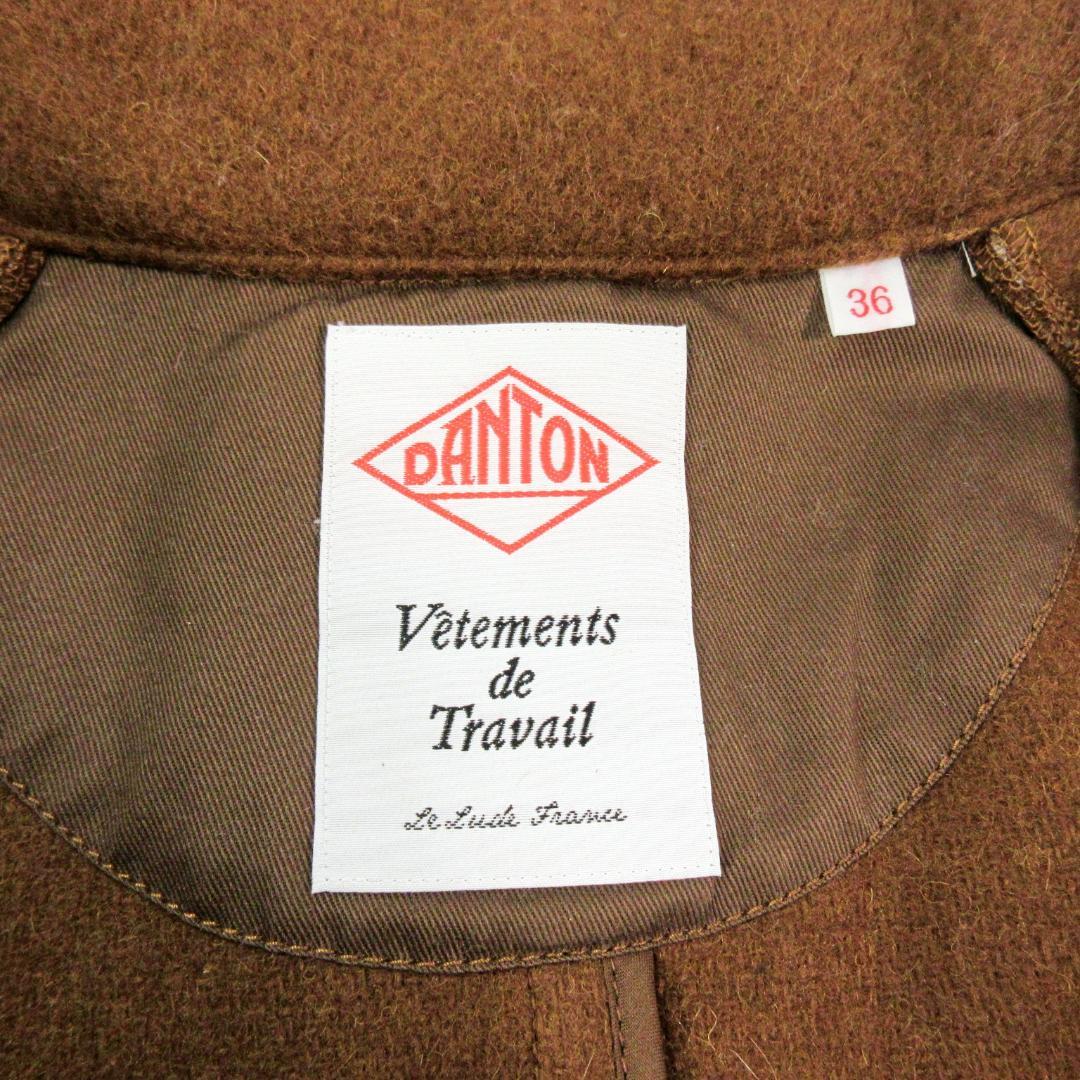 36
DANTON
Vêtements
de
Travail
Le Lude France